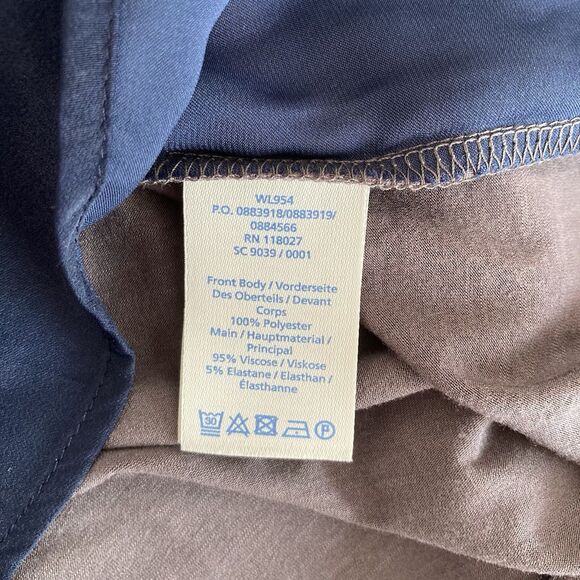 WL954
P.O. 0883918/0883919/
0884566
RN 118027
SC 9039 / 0001
Front Body / Vorderseite
Des Oberteils / Devant
Corps
100% Polyester
Main / Hauptmaterial /
Principal
95% Viscose / Viskose
5% Elastane / Elasthan /
Élasthanne
30 P